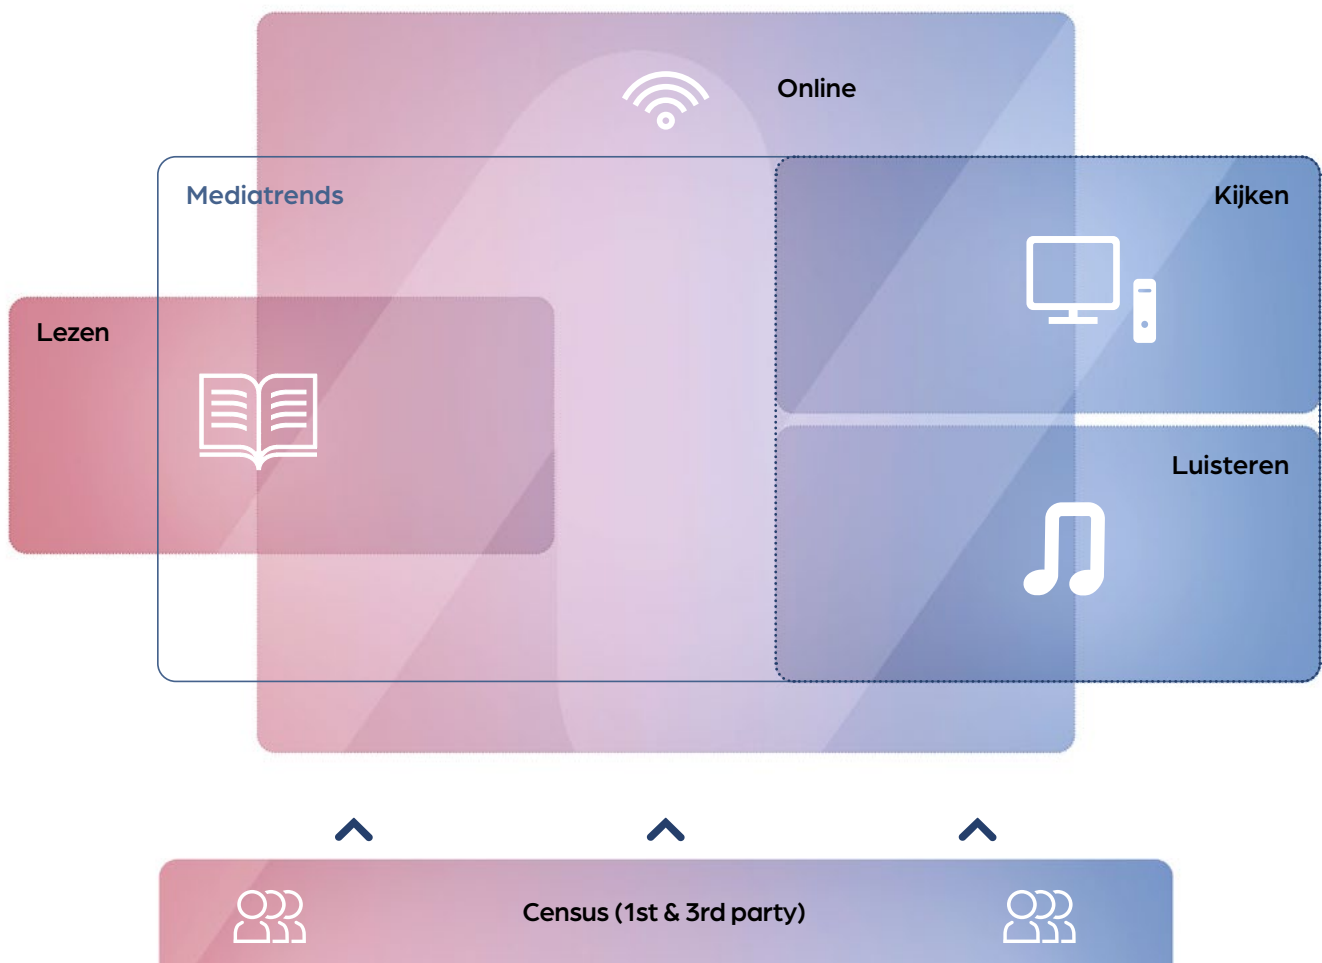 Online
Mediatrends
Kijken
Lezen
Luisteren
Census (1st & 3rd party)